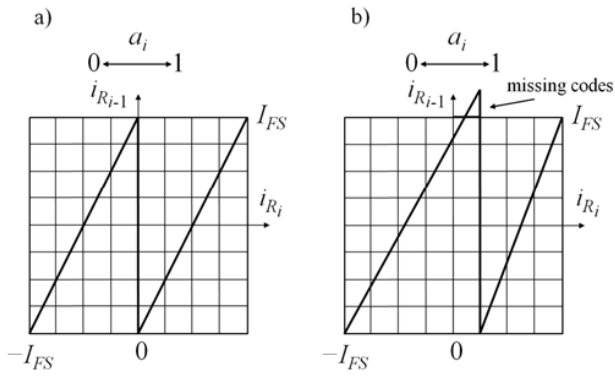 a)
a_i
0 1
i_{R_{i-1}}
I_{FS}
i_{R_i}
-I_{FS}
0
b)
a_i
0 1
i_{R_{i-1}}
missing codes
I_{FS}
i_{R_i}
-I_{FS}
0